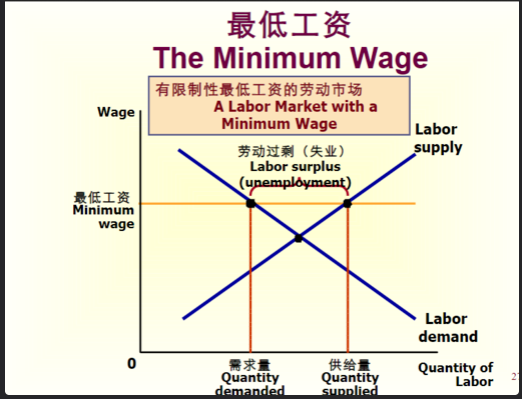 最低工资
The Minimum Wage
有限制性最低工资的劳动市场
A Labor Market with a
Minimum Wage
Wage
Labor
supply
劳动过剩（失业）
Labor surplus
(unemployment)
最低工资
Minimum
wage
Labor
demand
0
需求量
Quantity
demanded
供给量
Quantity
supplied
Quantity of
Labor